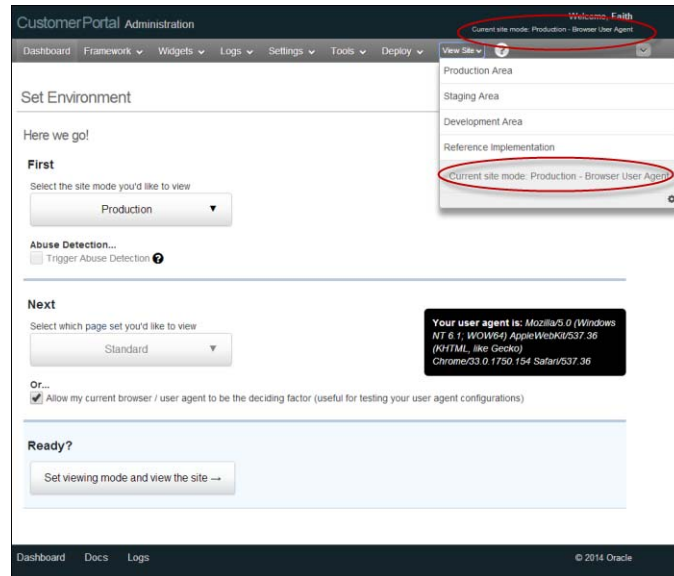 CustomerPortal Administration
Welcome, Faith
Current site mode: Production - Browser User Agent
Dashboard Framework Widgets Logs Settings Tools Deploy View Site ?
Production Area
Staging Area
Development Area
Reference Implementation
Current site mode: Production - Browser User Agent
Set Environment
Here we go!
First
Select the site mode you'd like to view
Production
Abuse Detection...
Trigger Abuse Detection ?
Next
Select which page set you'd like to view
Standard
Your user agent is: Mozilla/5.0 (Windows
NT 6.1; WOW64) AppleWebKit/537.36
(KHTML, like Gecko)
Chrome/33.0.1750.154 Safari/537.36
Or...
Allow my current browser / user agent to be the deciding factor (useful for testing your user agent configurations)
Ready?
Set viewing mode and view the site →
Dashboard Docs Logs
© 2014 Oracle